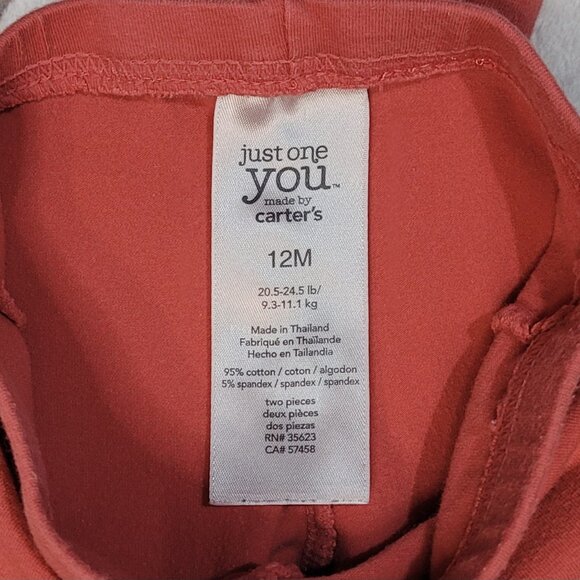 just one
you™
made by
carter's
12M
20.5-24.5 lb/
9.3-11.1 kg
Made in Thailand
Fabriqué en Thaïlande
Hecho en Tailandia
95% cotton / coton / algodon
5% spandex / spandex / spandex
two pieces
deux pièces
dos piezas
RN# 35623
CA# 57458